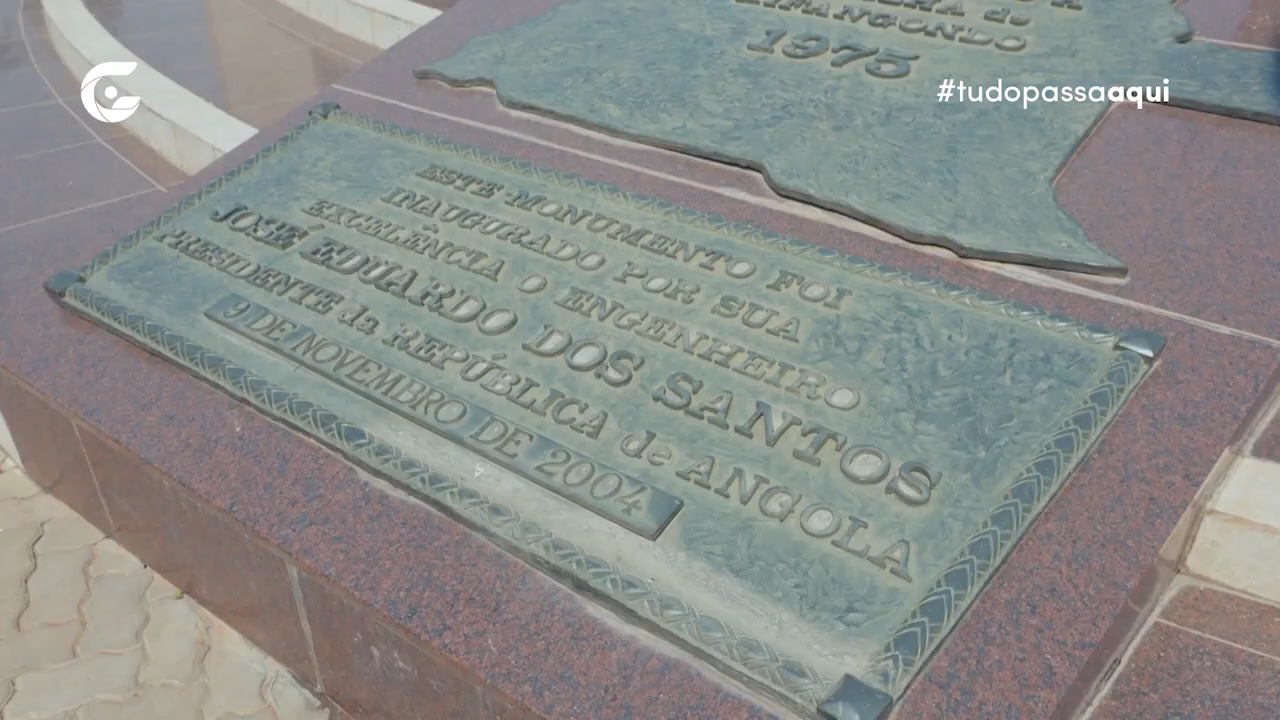 de
1975
#tudopassaaqui
ESTE MONUMENTO FOI
INAUGURADO POR SUA
EXCELÊNCIA O ENGENHEIRO
JOSÉ EDUARDO DOS SANTOS
PRESIDENTE da REPÚBLICA de ANGOLA
9 DE NOVEMBRO DE 2004